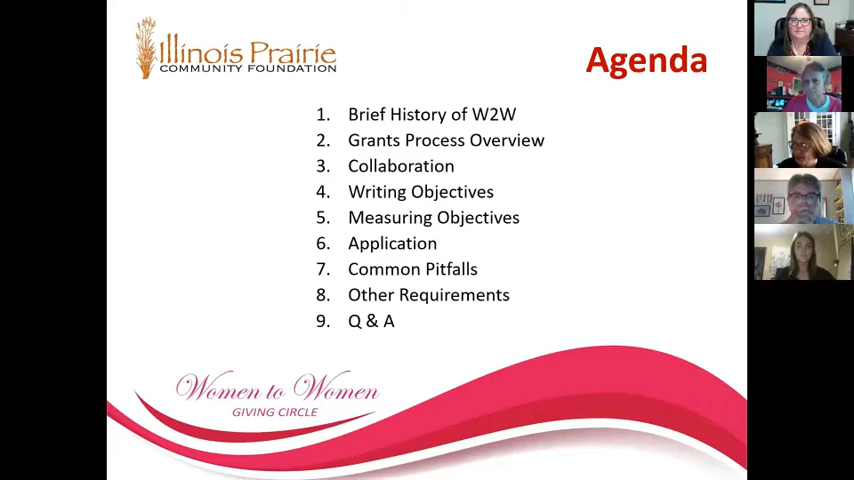 Illinois Prairie
COMMUNITY FOUNDATION
Agenda
1. Brief History of W2W
2. Grants Process Overview
3. Collaboration
4. Writing Objectives
5. Measuring Objectives
6. Application
7. Common Pitfalls
8. Other Requirements
9. Q & A
Women to Women
GIVING CIRCLE